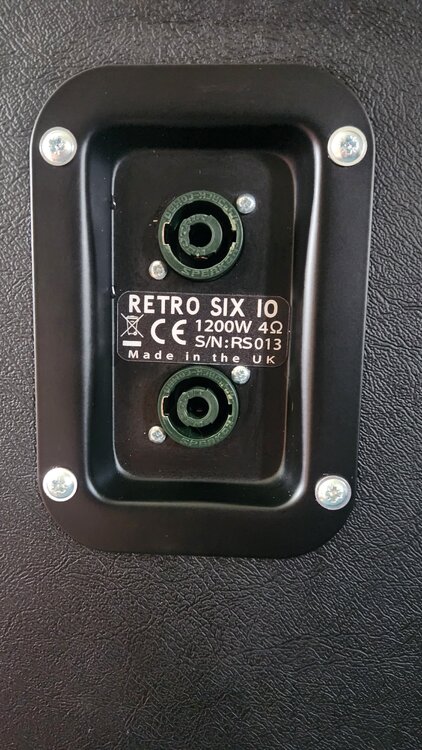 RETRO SIX 10
CE 1200W 4Ω
S/N:RS013
Made in the UK